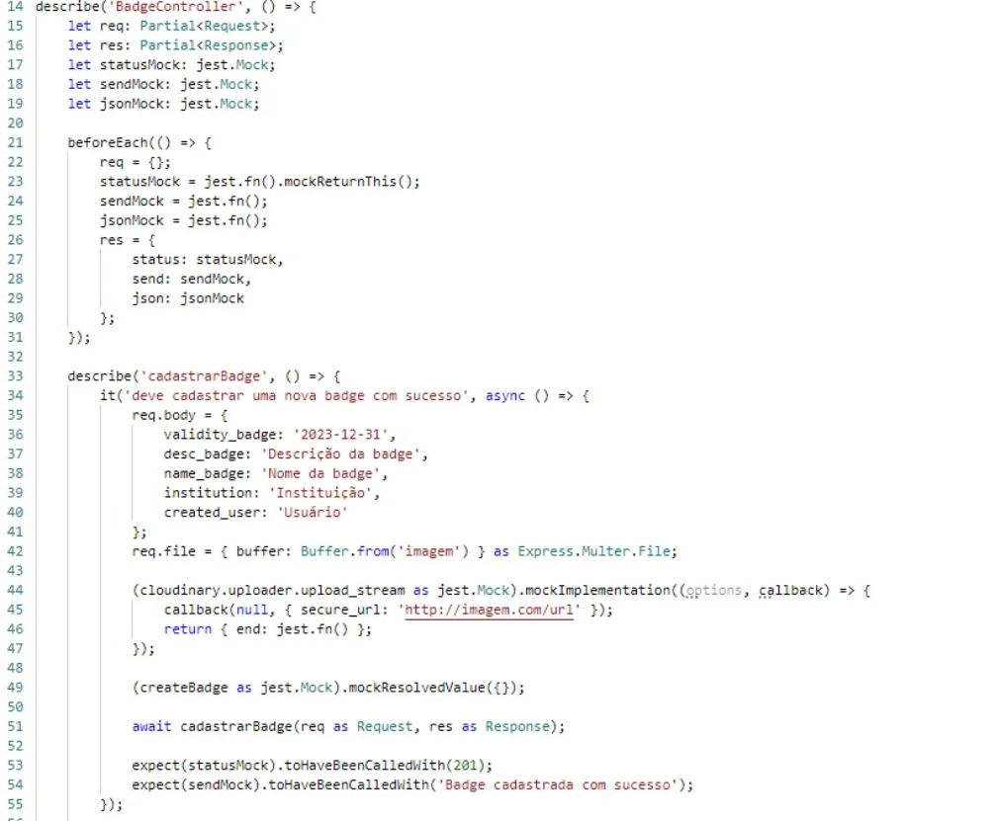 14 describe('BadgeController', () => {
15 let req: Partial<Request>;
16 let res: Partial<Response>;
17 let statusMock: jest.Mock;
18 let sendMock: jest.Mock;
19 let jsonMock: jest.Mock;
20
21 beforeEach(() => {
22 req = {};
23 statusMock = jest.fn().mockReturnThis();
24 sendMock = jest.fn();
25 jsonMock = jest.fn();
26 res = {
27 status: statusMock,
28 send: sendMock,
29 json: jsonMock
30 };
31 });
32
33 describe('cadastrarBadge', () => {
34 it('deve cadastrar uma nova badge com sucesso', async () => {
35 req.body = {
36 validity_badge: '2023-12-31',
37 desc_badge: 'Descrição da badge',
38 name_badge: 'Nome da badge',
39 institution: 'Instituição',
40 created_user: 'Usuário'
41 };
42 req.file = { buffer: Buffer.from('imagem') } as Express.Multer.File;
43
44 (cloudinary.uploader.upload_stream as jest.Mock).mockImplementation((options, callback) => {
45 callback(null, { secure_url: 'http://imagem.com/url' });
46 return { end: jest.fn() };
47 });
48
49 (createBadge as jest.Mock).mockResolvedValue({});
50
51 await cadastrarBadge(req as Request, res as Response);
52
53 expect(statusMock).toHaveBeenCalledWith(201);
54 expect(sendMock).toHaveBeenCalledWith('Badge cadastrada com sucesso');
55 });